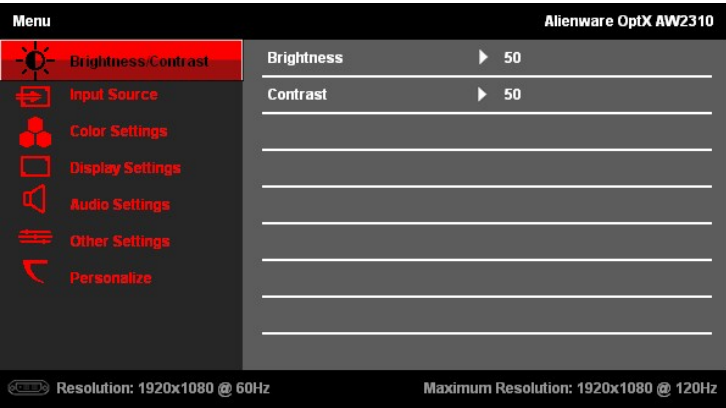 Menu Alienware OptX AW2310
Brightness/Contrast Brightness 50
Input Source Contrast 50
Color Settings
Display Settings
Audio Settings
Other Settings
Personalize
Resolution: 1920x1080 @ 60Hz Maximum Resolution: 1920x1080 @ 120Hz